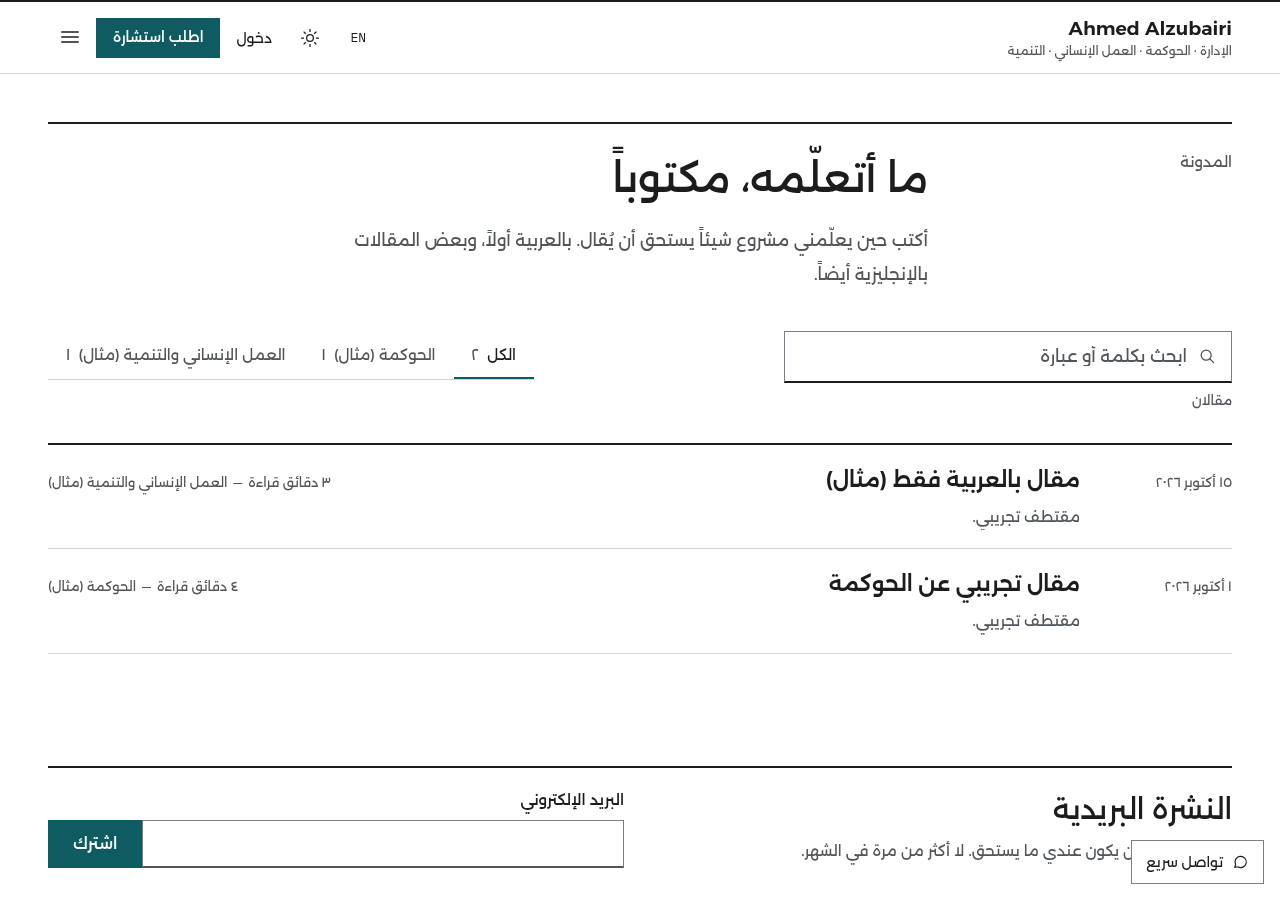 Ahmed Alzubairi
الإدارة · الحوكمة · العمل الإنساني · التنمية
EN
دخول
اطلب استشارة
المدونة
ما أتعلّمه، مكتوباً
أكتب حين يعلّمني مشروع شيئاً يستحق أن يُقال. بالعربية أولاً، وبعض المقالات
بالإنجليزية أيضاً.
ابحث بكلمة أو عبارة
الكل ٢
الحوكمة (مثال) ١
العمل الإنساني والتنمية (مثال) ١
مقالان
١٥ أكتوبر ٢٠٢٦
مقال بالعربية فقط (مثال)
٣ دقائق قراءة — العمل الإنساني والتنمية (مثال)
مقتطف تجريبي.
١ أكتوبر ٢٠٢٦
مقال تجريبي عن الحوكمة
٤ دقائق قراءة — الحوكمة (مثال)
مقتطف تجريبي.
النشرة البريدية
يكون عندي ما يستحق. لا أكثر من مرة في الشهر.
البريد الإلكتروني
اشترك
تواصل سريع